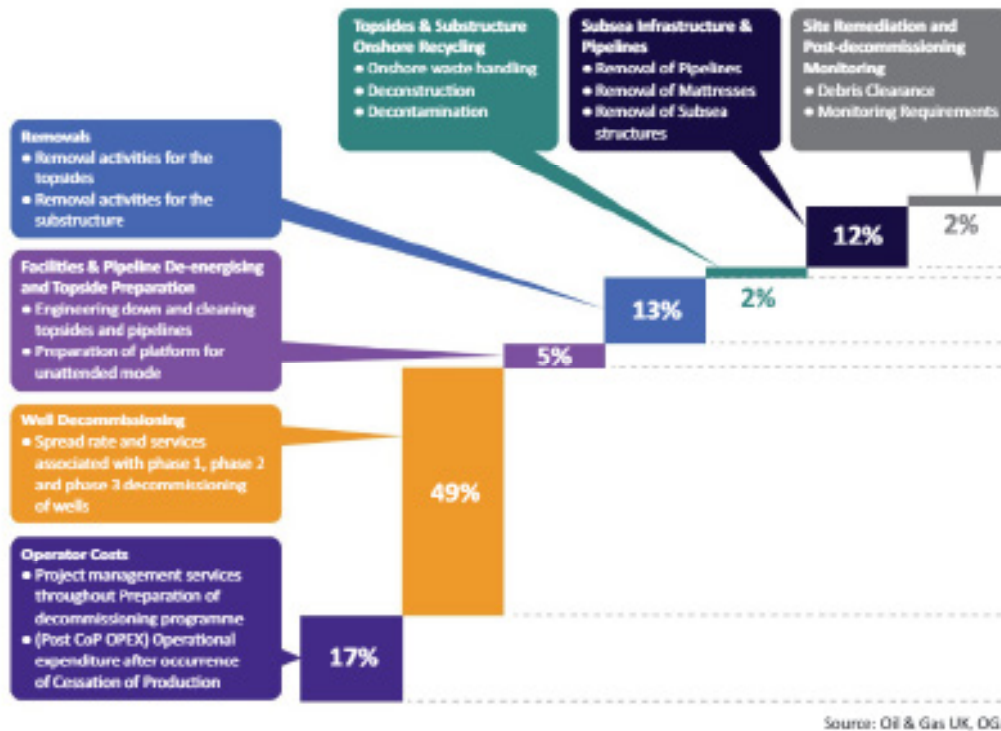 Topsides & Substructure
Onshore Recycling
● Onshore waste handling
● Deconstruction
● Decontamination
Subsea Infrastructure &
Pipelines
● Removal of Pipelines
● Removal of Mattresses
● Removal of Subsea
structures
Site Remediation and
Post-decommissioning
Monitoring
● Debris Clearance
● Monitoring Requirements
Removals
● Removal activities for the
topsides
● Removal activities for the
substructure
12%
2%
Facilities & Pipeline De-energising
and Topside Preparation
● Engineering down and cleaning
topsides and pipelines
● Preparation of platform for
unattended mode
13%
2%
5%
Well Decommissioning
● Spread rate and services
associated with phase 1, phase 2
and phase 3 decommissioning
of wells
49%
Operator Costs
● Project management services
throughout Preparation of
decommissioning programme
● (Post CoP OPEX) Operational
expenditure after occurrence
of Cessation of Production
17%
Source: Oil & Gas UK, OG